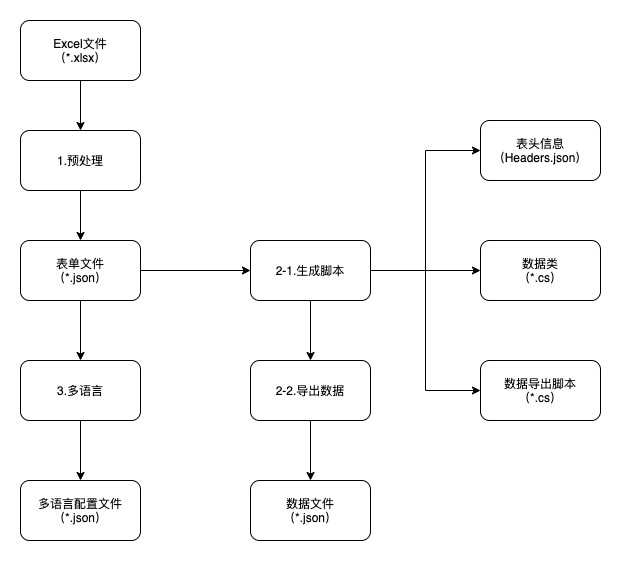 Excel文件
（*.xlsx）
1.预处理
表单文件
（*.json）
3.多语言
多语言配置文件
（*.json）
2-1.生成脚本
2-2.导出数据
数据文件
（*.json）
表头信息
（Headers.json）
数据类
（*.cs）
数据导出脚本
（*.cs）